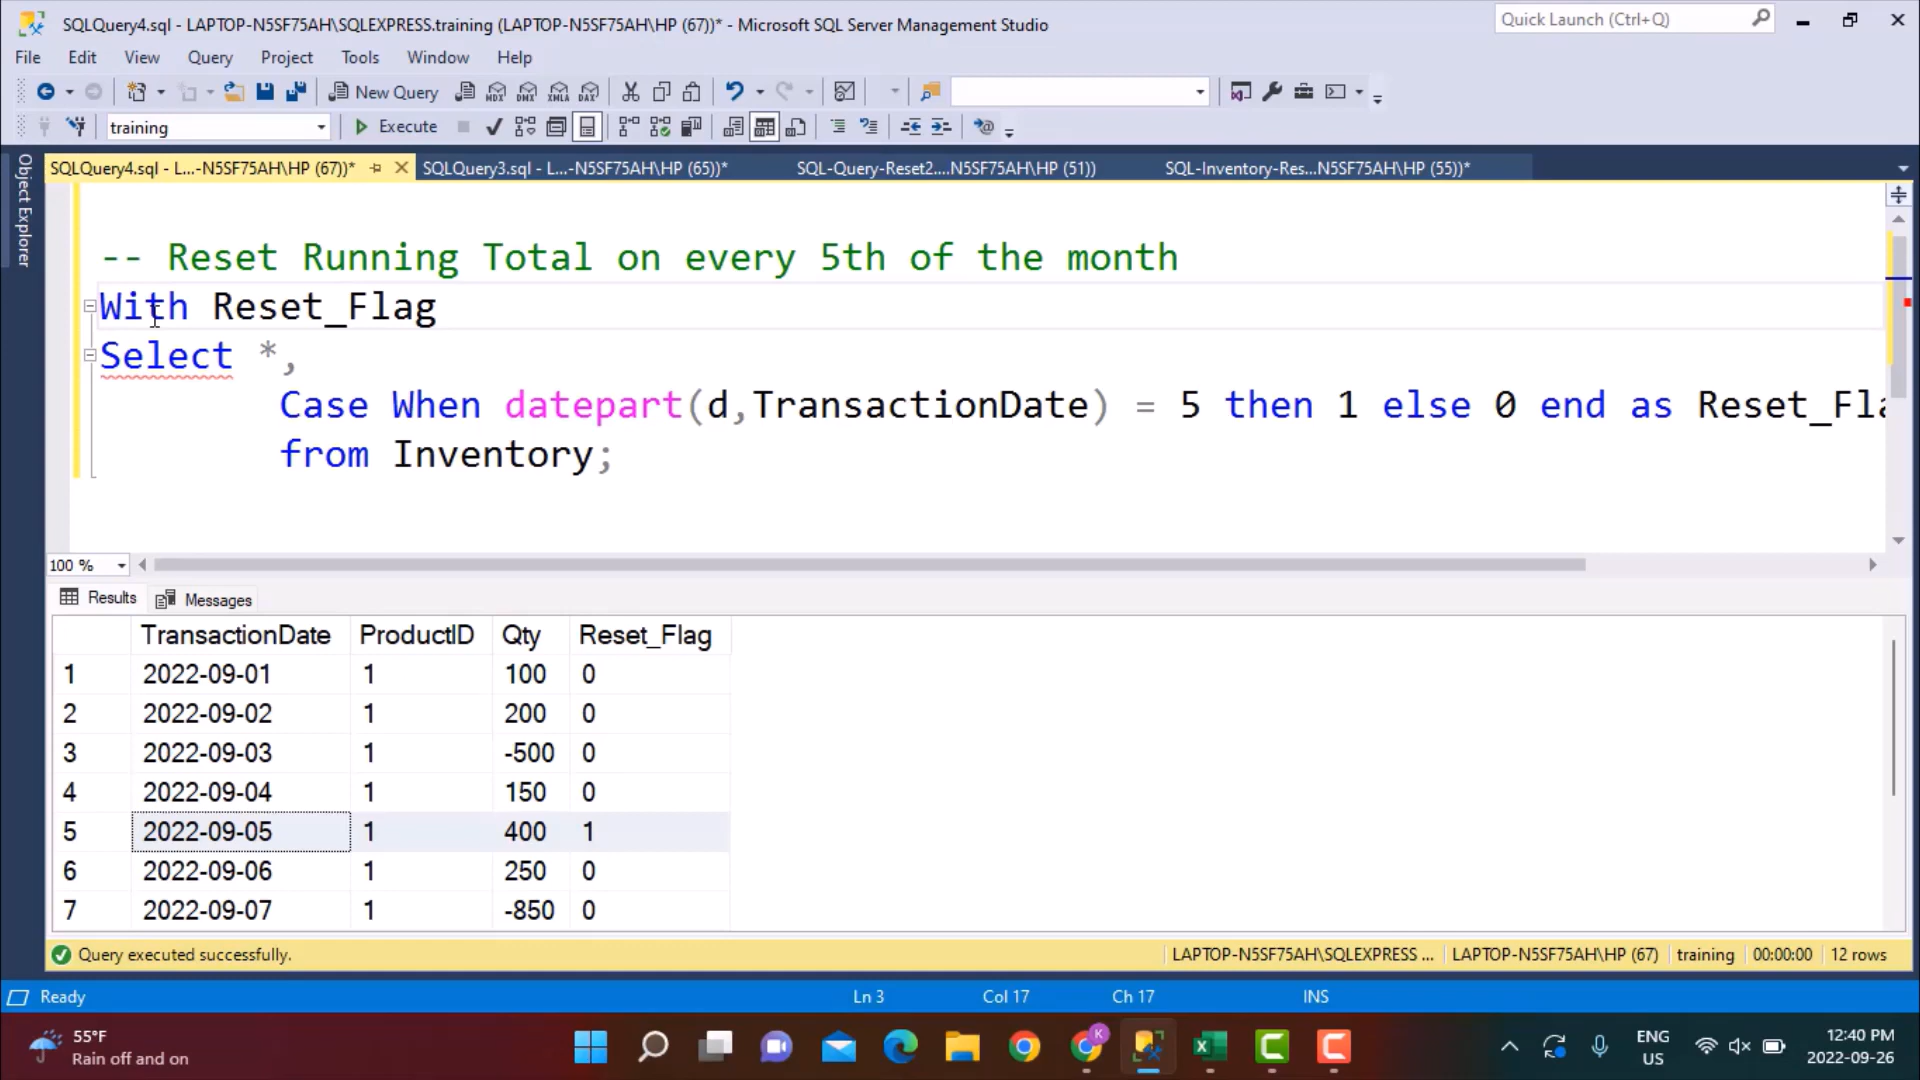 SQLQuery4.sql - LAPTOP-N5SF75AH\SQLEXPRESS.training (LAPTOP-N5SF75AH\HP (67))* - Microsoft SQL Server Management Studio
Quick Launch (Ctrl+Q)
File Edit View Query Project Tools Window Help
New Query
training
Execute
Object Explorer
SQLQuery4.sql - L...-N5SF75AH\HP (67))*
SQLQuery3.sql - L...-N5SF75AH\HP (65))*
SQL-Query-Reset2....N5SF75AH\HP (51))
SQL-Inventory-Res...N5SF75AH\HP (55))*
-- Reset Running Total on every 5th of the month
With Reset_Flag
Select *,
Case When datepart(d,TransactionDate) = 5 then 1 else 0 end as Reset_Fla
from Inventory;
100 %
Results Messages
TransactionDate ProductID Qty Reset_Flag
1 2022-09-01 1 100 0
2 2022-09-02 1 200 0
3 2022-09-03 1 -500 0
4 2022-09-04 1 150 0
5 2022-09-05 1 400 1
6 2022-09-06 1 250 0
7 2022-09-07 1 -850 0
Query executed successfully.
LAPTOP-N5SF75AH\SQLEXPRESS ... LAPTOP-N5SF75AH\HP (67) training 00:00:00 12 rows
Ready
Ln 3 Col 17 Ch 17 INS
55°F
Rain off and on
K
ENG
US
12:40 PM
2022-09-26